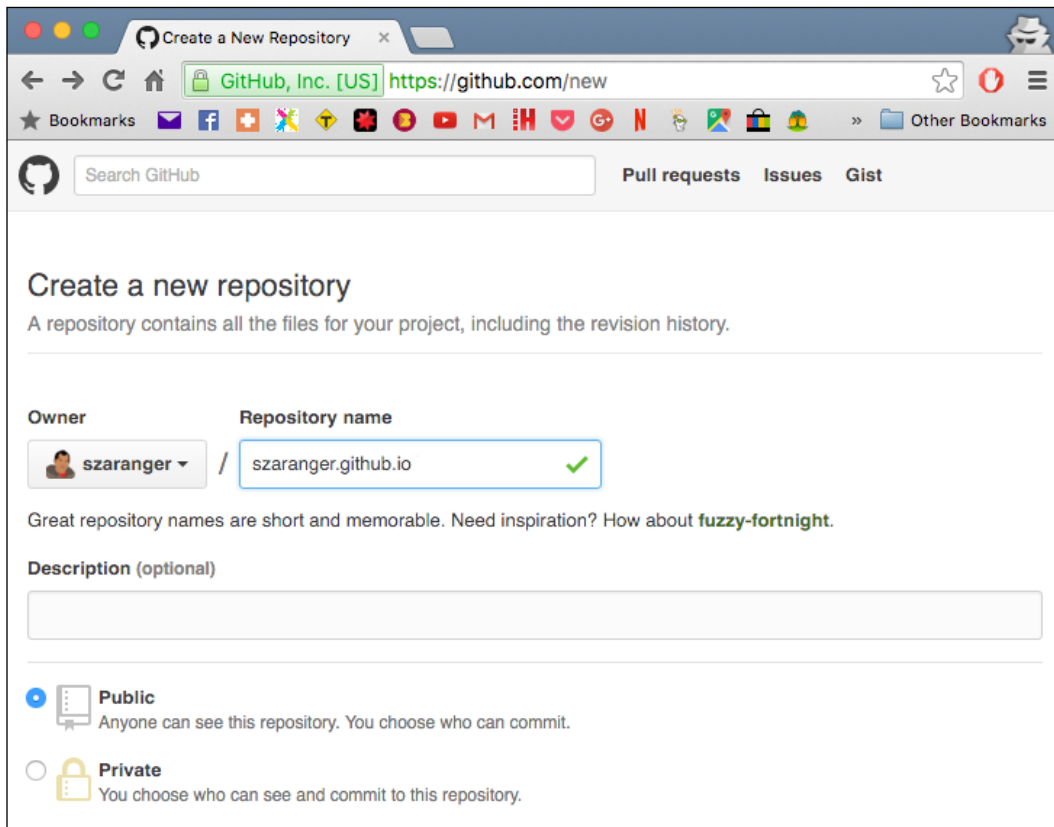 Create a New Repository ×
GitHub, Inc. [US] https://github.com/new
Bookmarks » Other Bookmarks
Search GitHub Pull requests Issues Gist
Create a new repository
A repository contains all the files for your project, including the revision history.
Owner Repository name
szaranger / szaranger.github.io
Great repository names are short and memorable. Need inspiration? How about fuzzy-fortnight.
Description (optional)
Public
Anyone can see this repository. You choose who can commit.
Private
You choose who can see and commit to this repository.